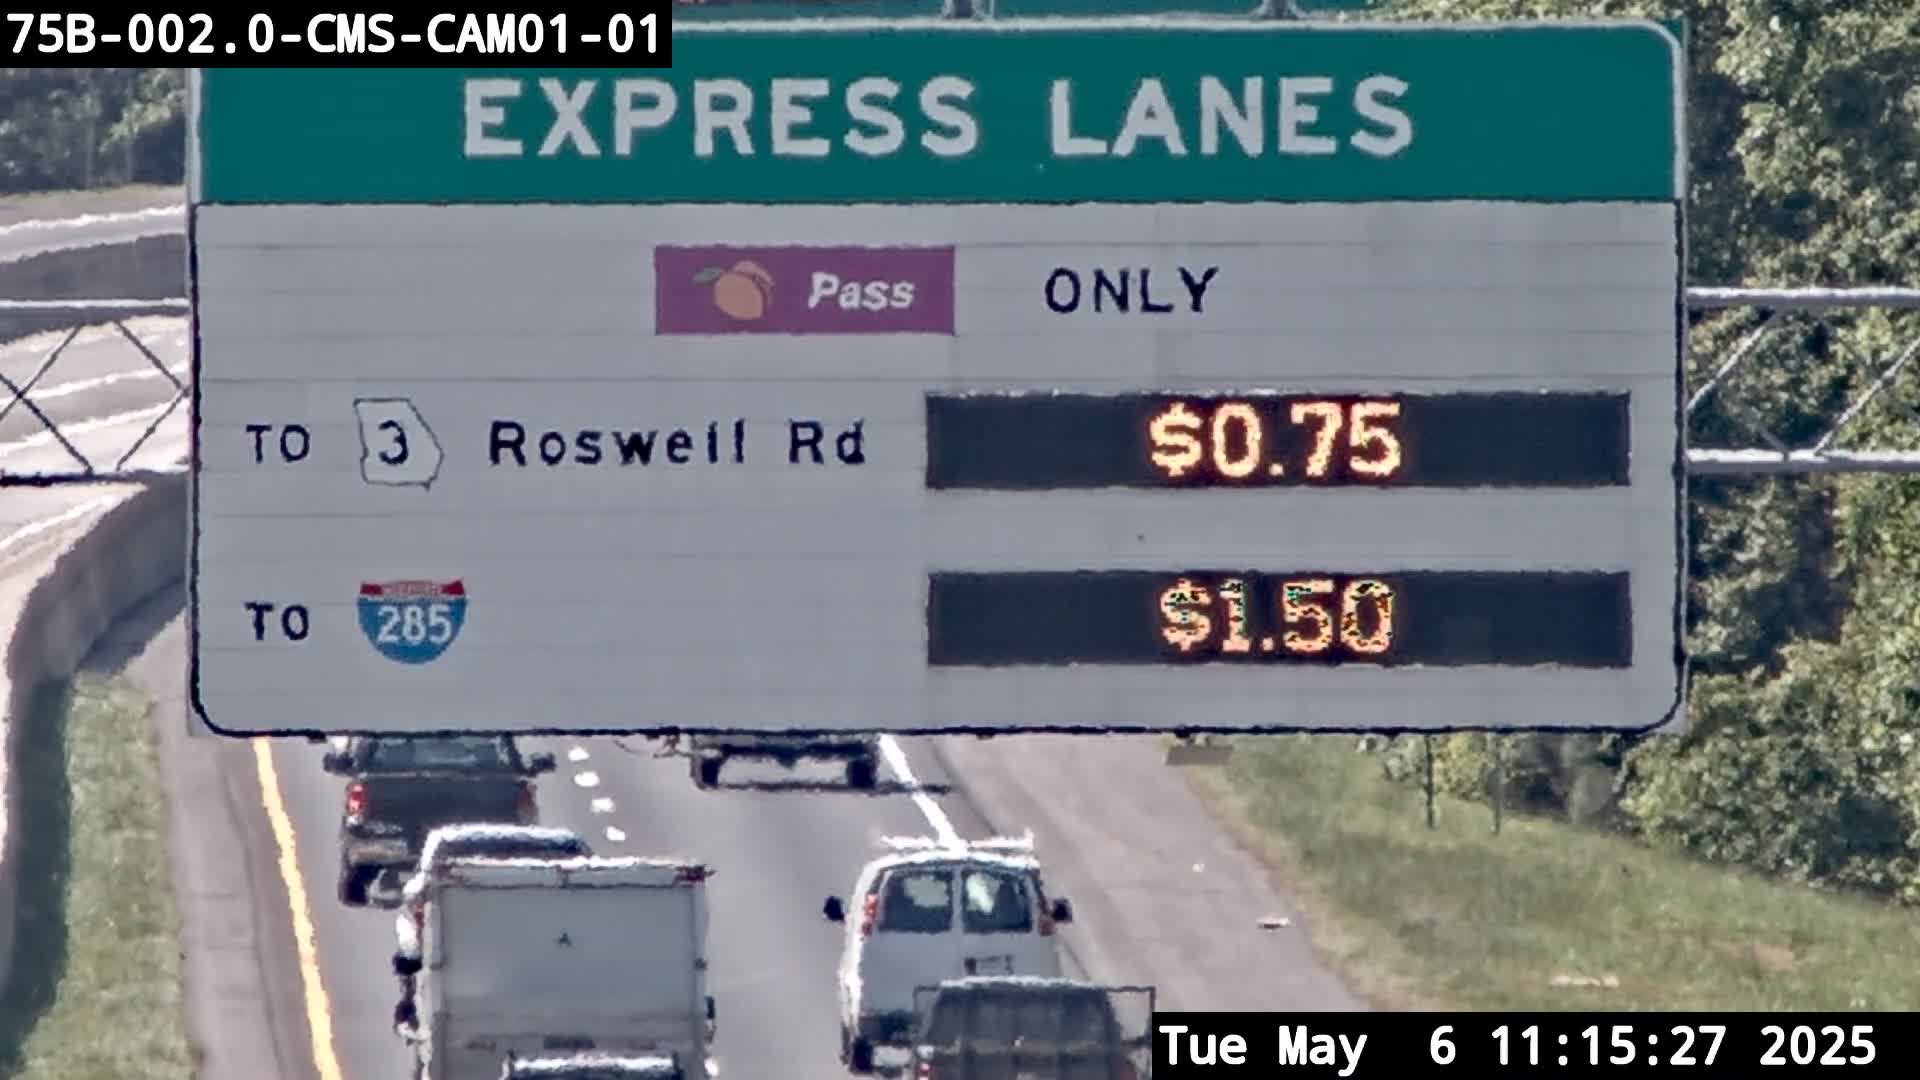 75B-002.0-CMS-CAM01-01
EXPRESS LANES
Pass ONLY
TO 3 Roswell Rd $0.75
TO 285 $1.50
Tue May 6 11:15:27 2025